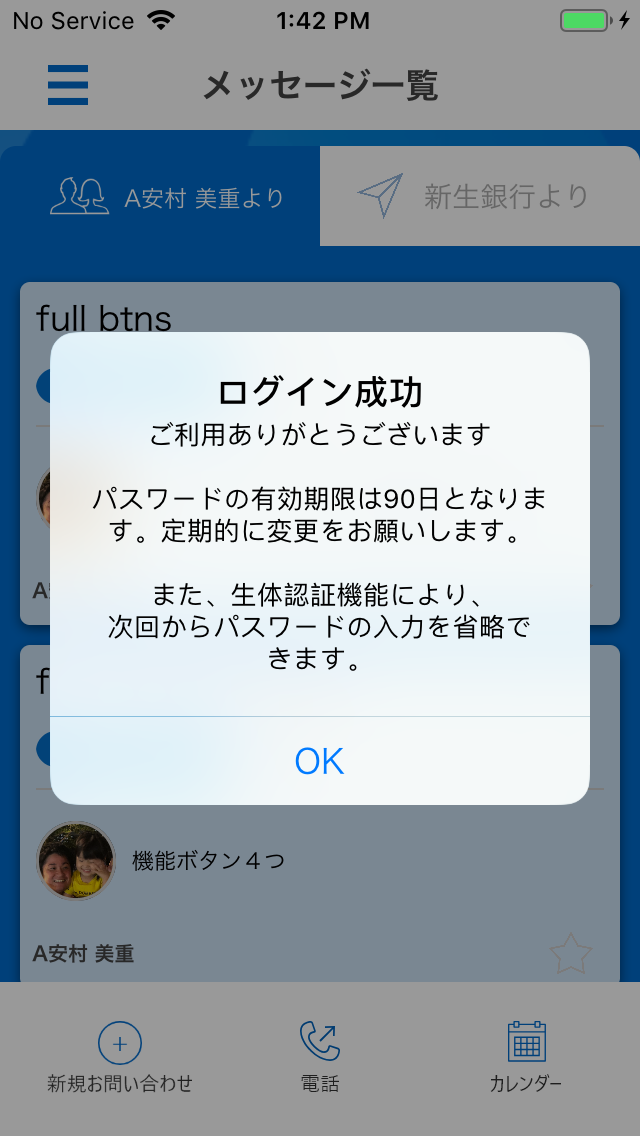 No Service
1:42 PM
メッセージ一覧
A安村 美重より
新生銀行より
full btns
ログイン成功
ご利用ありがとうございます
パスワードの有効期限は90日となりま
す。定期的に変更をお願いします。
また、生体認証機能により、
次回からパスワードの入力を省略で
きます。
OK
機能ボタン４つ
A安村 美重
新規お問い合わせ
電話
カレンダー